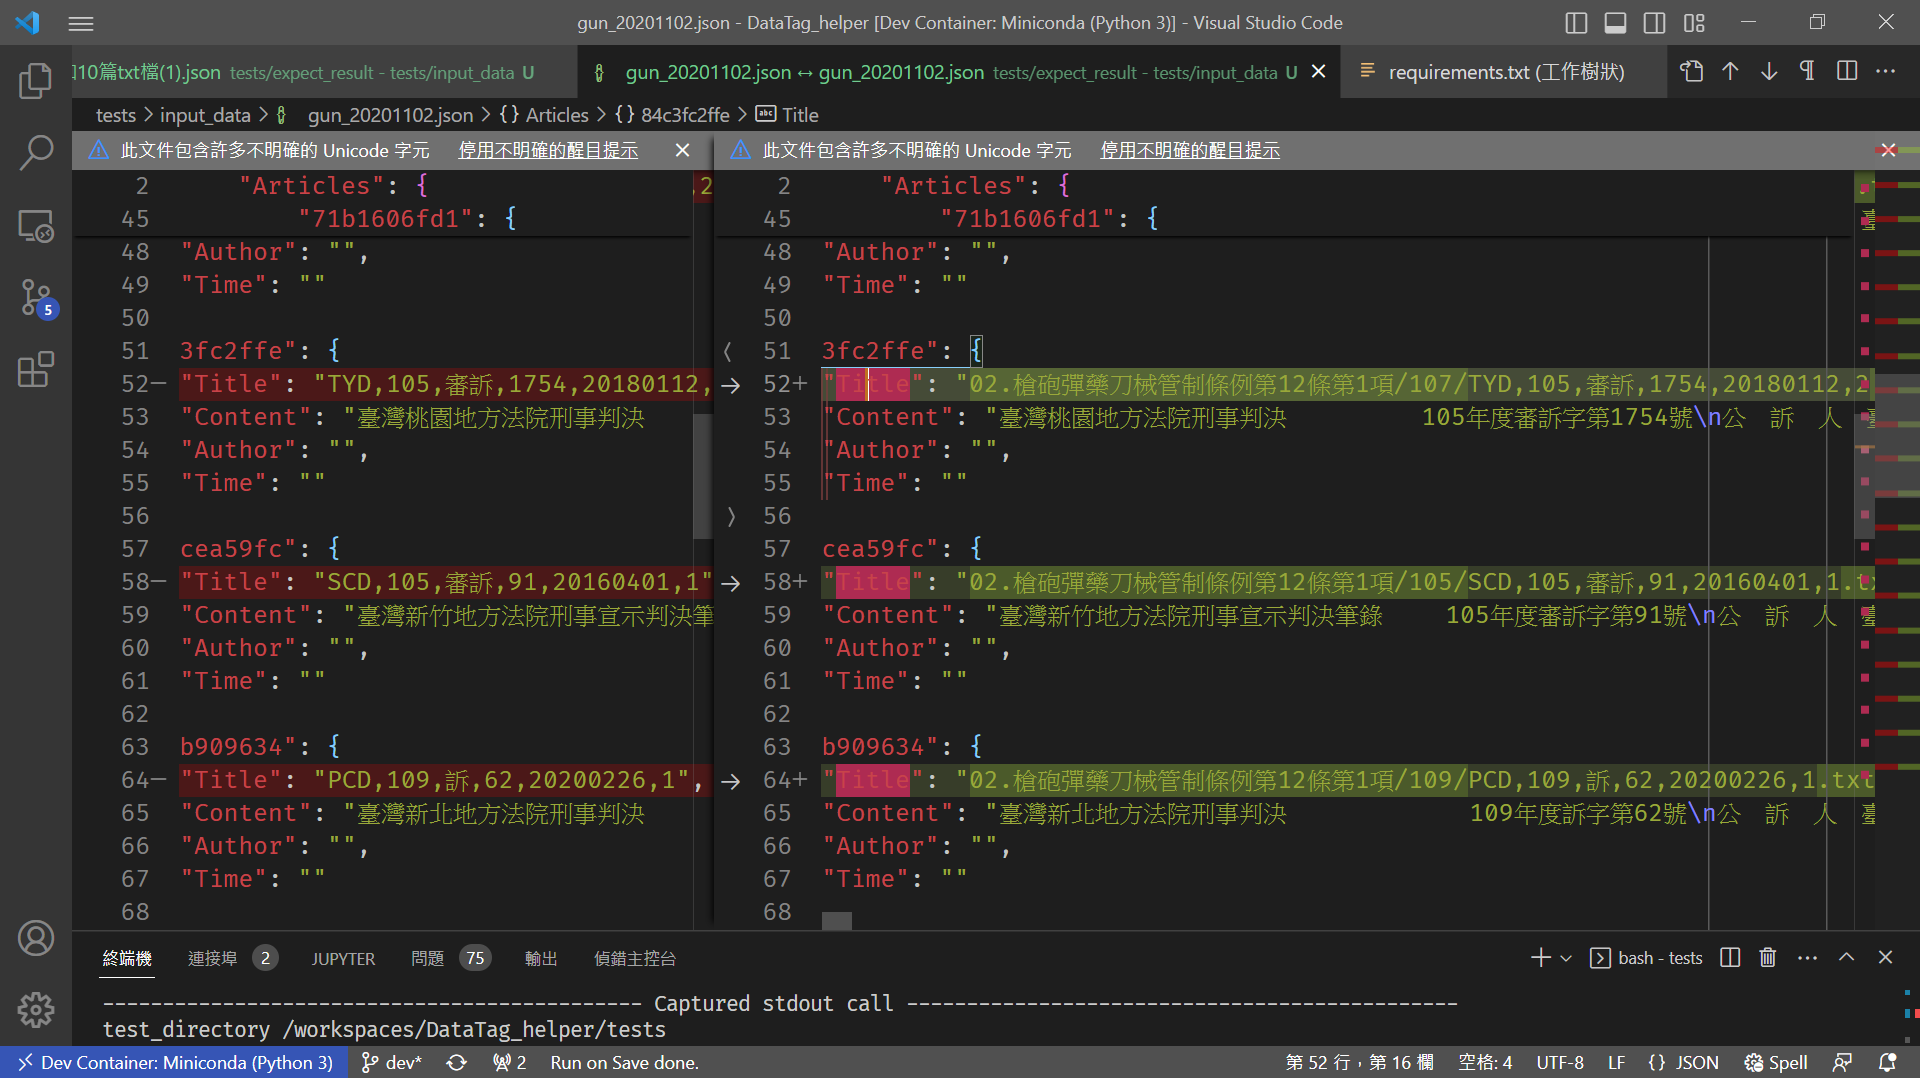 gun_20201102.json - DataTag_helper [Dev Container: Miniconda (Python 3)] - Visual Studio Code
10篇txt檔(1).json tests/expect_result - tests/input_data U
gun_20201102.json ↔ gun_20201102.json tests/expect_result - tests/input_data U
requirements.txt (工作樹狀)
tests > input_data > gun_20201102.json > {} Articles > {} 84c3fc2ffe > Title
此文件包含許多不明確的 Unicode 字元 停用不明確的醒目提示
2 "Articles": {
45 "71b1606fd1": {
48 "Author": "",
49 "Time": ""
50
51 3fc2ffe": {
52− "Title": "TYD,105,審訴,1754,20180112,
53 "Content": "臺灣桃園地方法院刑事判決
54 "Author": "",
55 "Time": ""
56
57 cea59fc": {
58− "Title": "SCD,105,審訴,91,20160401,1"
59 "Content": "臺灣新竹地方法院刑事宣示判決筆
60 "Author": "",
61 "Time": ""
62
63 b909634": {
64− "Title": "PCD,109,訴,62,20200226,1",
65 "Content": "臺灣新北地方法院刑事判決
66 "Author": "",
67 "Time": ""
68
此文件包含許多不明確的 Unicode 字元 停用不明確的醒目提示
2 "Articles": {
45 "71b1606fd1": {
48 "Author": "",
49 "Time": ""
50
51 3fc2ffe": {
52+ "Title": "02.槍砲彈藥刀械管制條例第12條第1項/107/TYD,105,審訴,1754,20180112,2
53 "Content": "臺灣桃園地方法院刑事判決 105年度審訴字第1754號\n公 訴 人 臺
54 "Author": "",
55 "Time": ""
56
57 cea59fc": {
58+ "Title": "02.槍砲彈藥刀械管制條例第12條第1項/105/SCD,105,審訴,91,20160401,1.tx
59 "Content": "臺灣新竹地方法院刑事宣示判決筆錄 105年度審訴字第91號\n公 訴 人 臺
60 "Author": "",
61 "Time": ""
62
63 b909634": {
64+ "Title": "02.槍砲彈藥刀械管制條例第12條第1項/109/PCD,109,訴,62,20200226,1.txt
65 "Content": "臺灣新北地方法院刑事判決 109年度訴字第62號\n公 訴 人 臺
66 "Author": "",
67 "Time": ""
68
5
終端機 連接埠 2 JUPYTER 問題 75 輸出 偵錯主控台
bash - tests
--------------------------------------------- Captured stdout call ----------------------------------------------
test_directory /workspaces/DataTag_helper/tests
Dev Container: Miniconda (Python 3) dev* 2 Run on Save done.
第 52 行，第 16 欄 空格: 4 UTF-8 LF {} JSON Spell